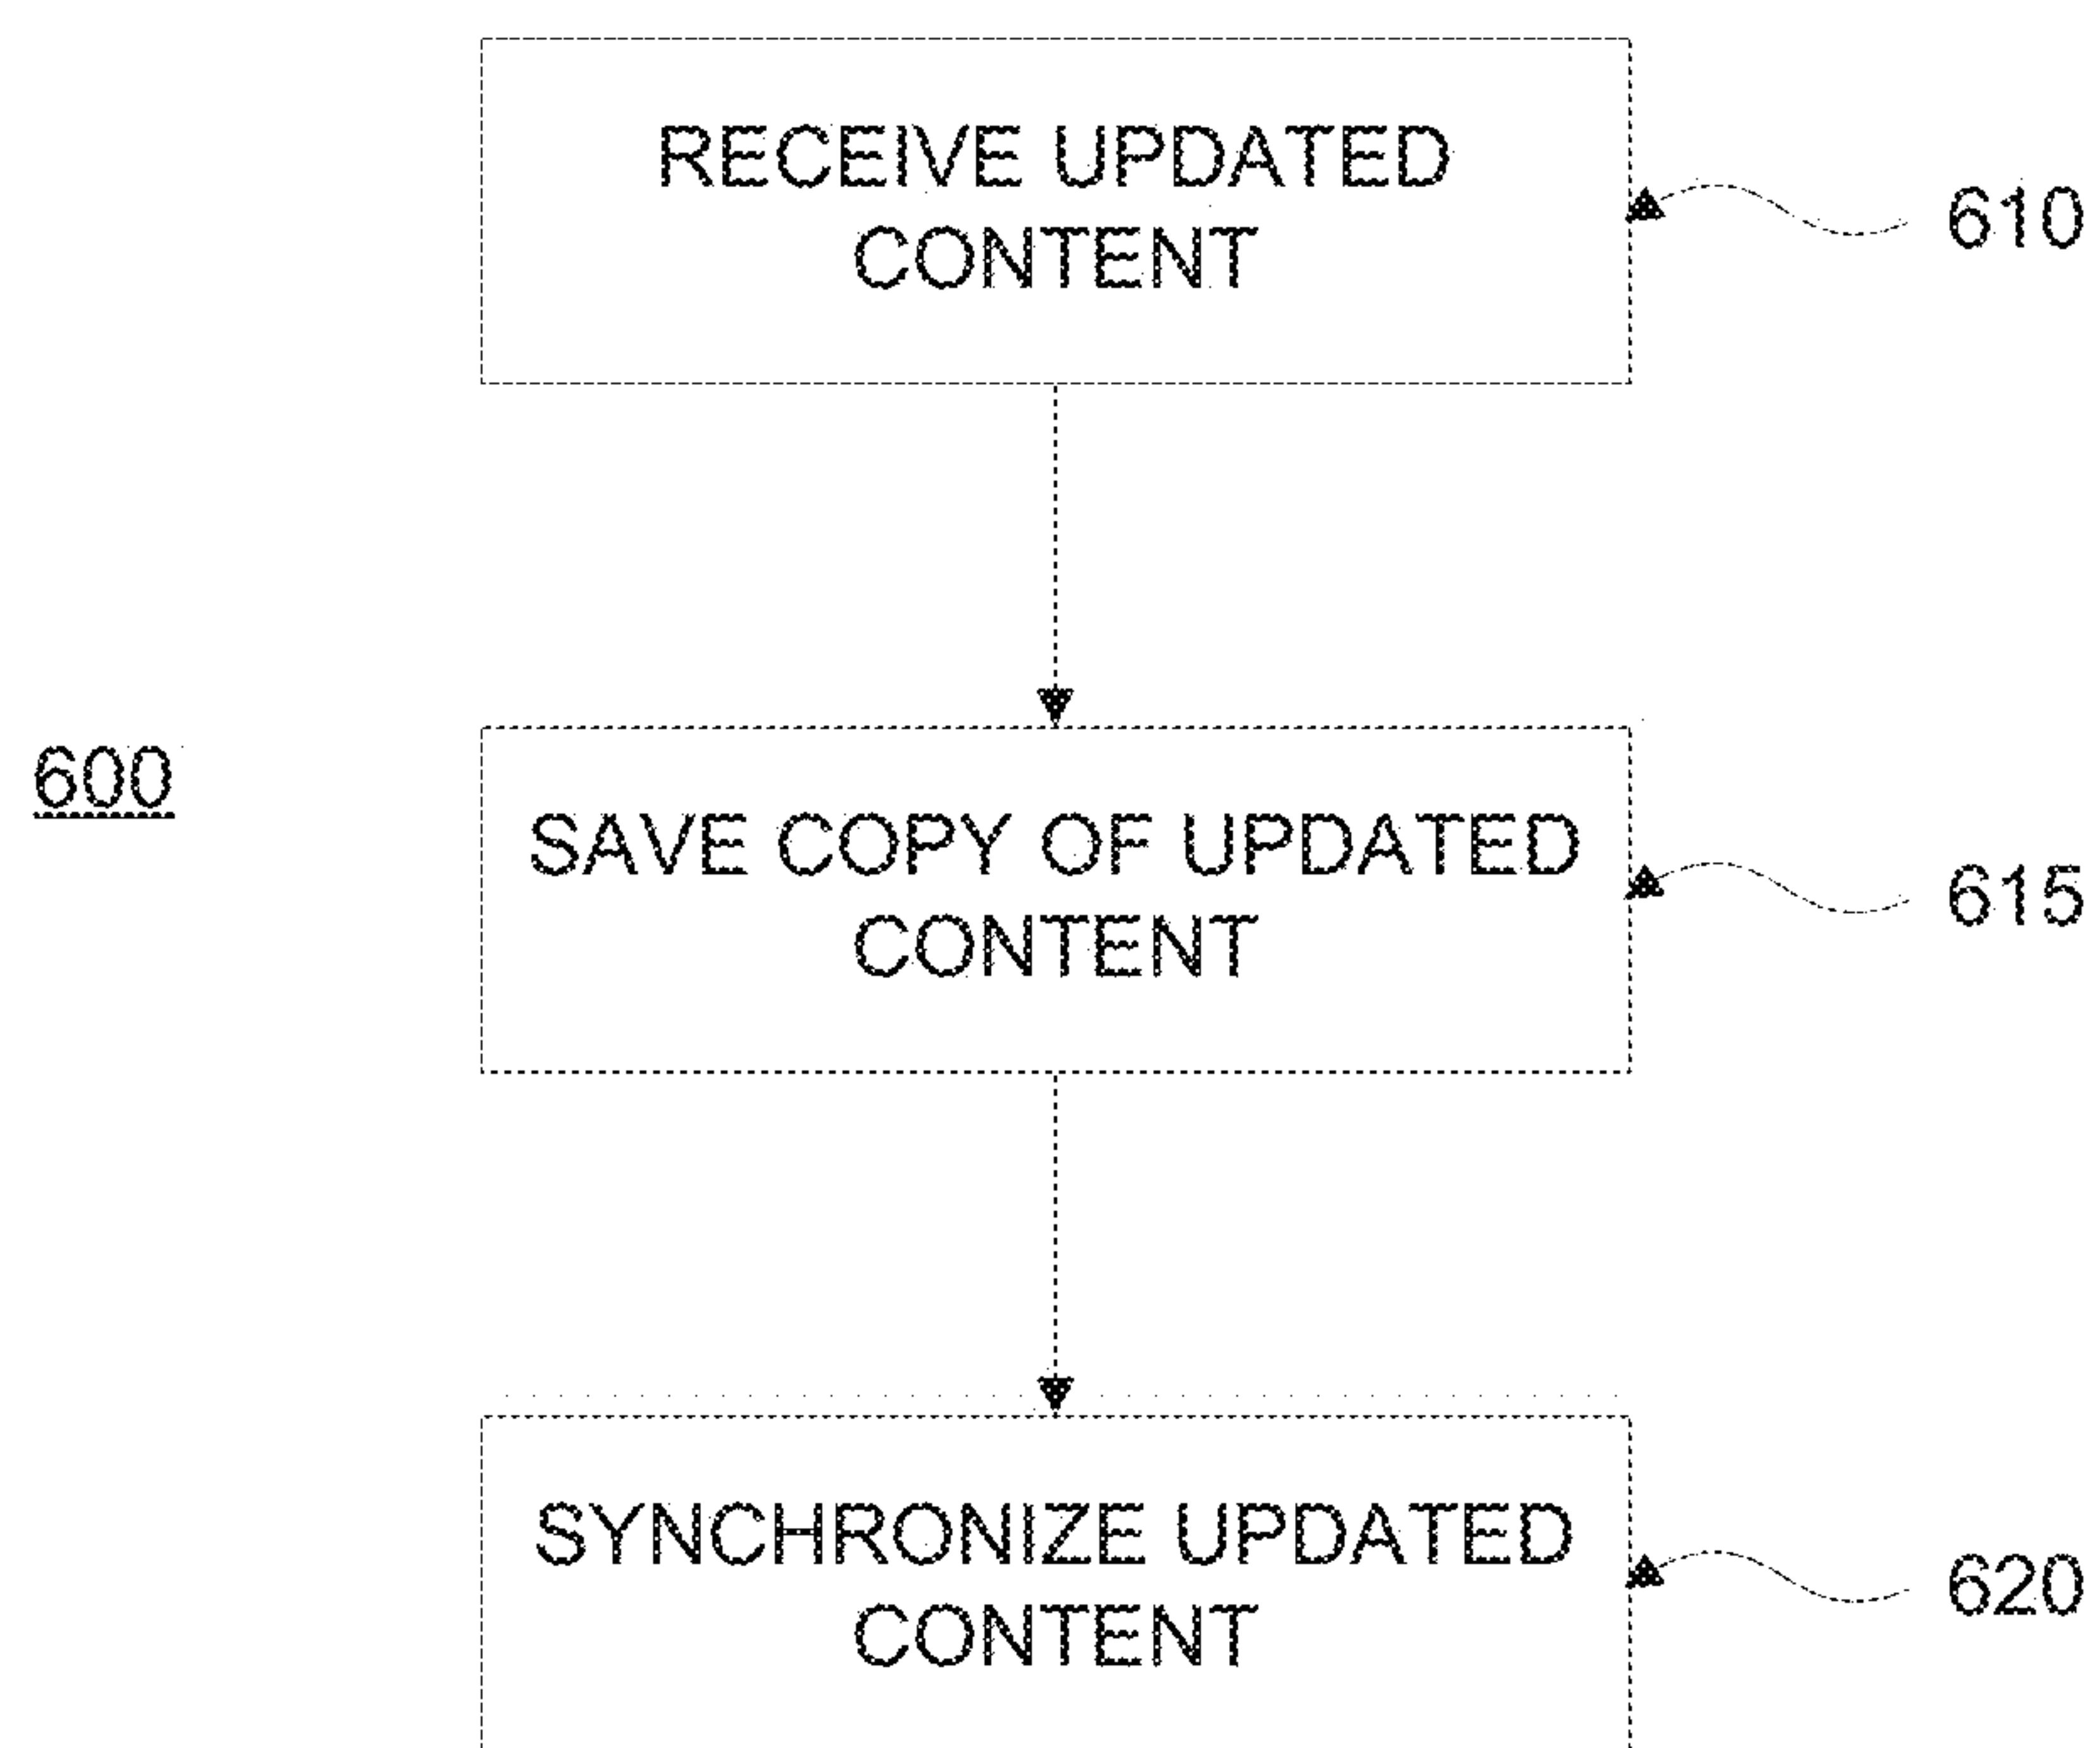 RECEIVE UPDATED
CONTENT
610
600
SAVE COPY OF UPDATED
CONTENT
615
SYNCHRONIZE UPDATED
CONTENT
620